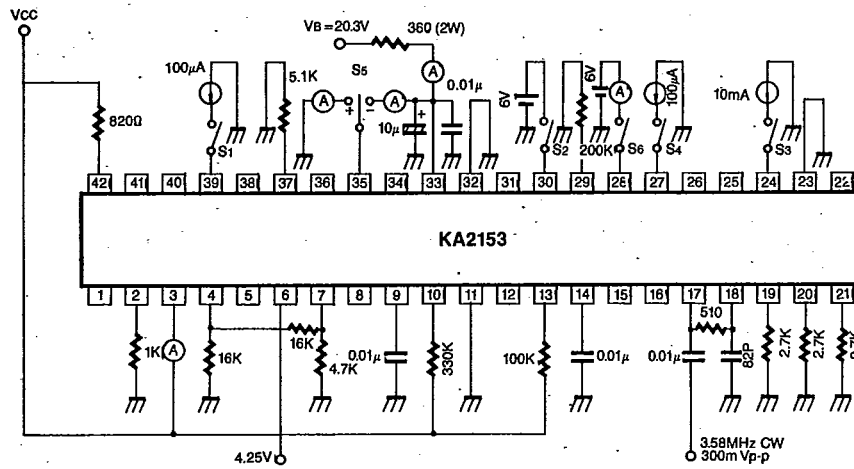 Vcc
VB=20.3V
360 (2W)
100μA
5.1K
S5
A
0.01μ
6V
6V
100μA
10mA
820Ω
A
A
A
+
−
+
10μ
S1
S2
200K
S6
S4
S3
42 41 40 39 38 37 36 35 34 33 32 31 30 29 28 27 26 25 24 23 22
KA2153
1 2 3 4 5 6 7 8 9 10 11 12 13 14 15 16 17 18 19 20 21
1K
A
16K
16K
4.7K
0.01μ
330K
100K
0.01μ
510
0.01μ
82P
2.7K
2.7K
2.7K
4.25V
3.58MHz CW
300m Vp-p